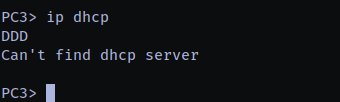 PC3> ip dhcp
DDD
Can't find dhcp server
PC3>